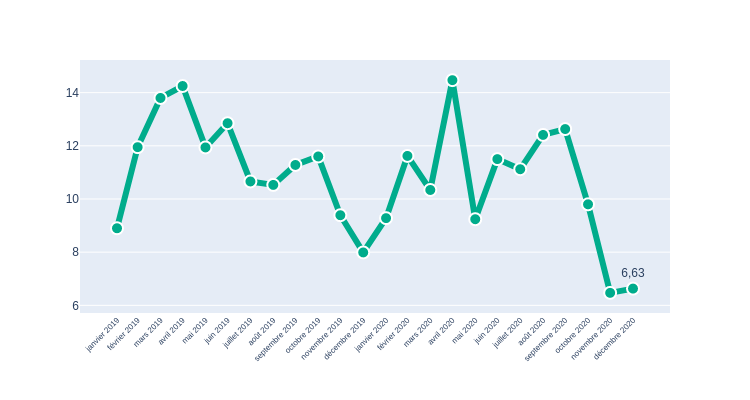 14
12
10
8
6
6,63
janvier 2019
février 2019
mars 2019
avril 2019
mai 2019
juin 2019
juillet 2019
août 2019
septembre 2019
octobre 2019
novembre 2019
décembre 2019
janvier 2020
février 2020
mars 2020
avril 2020
mai 2020
juin 2020
juillet 2020
août 2020
septembre 2020
octobre 2020
novembre 2020
décembre 2020